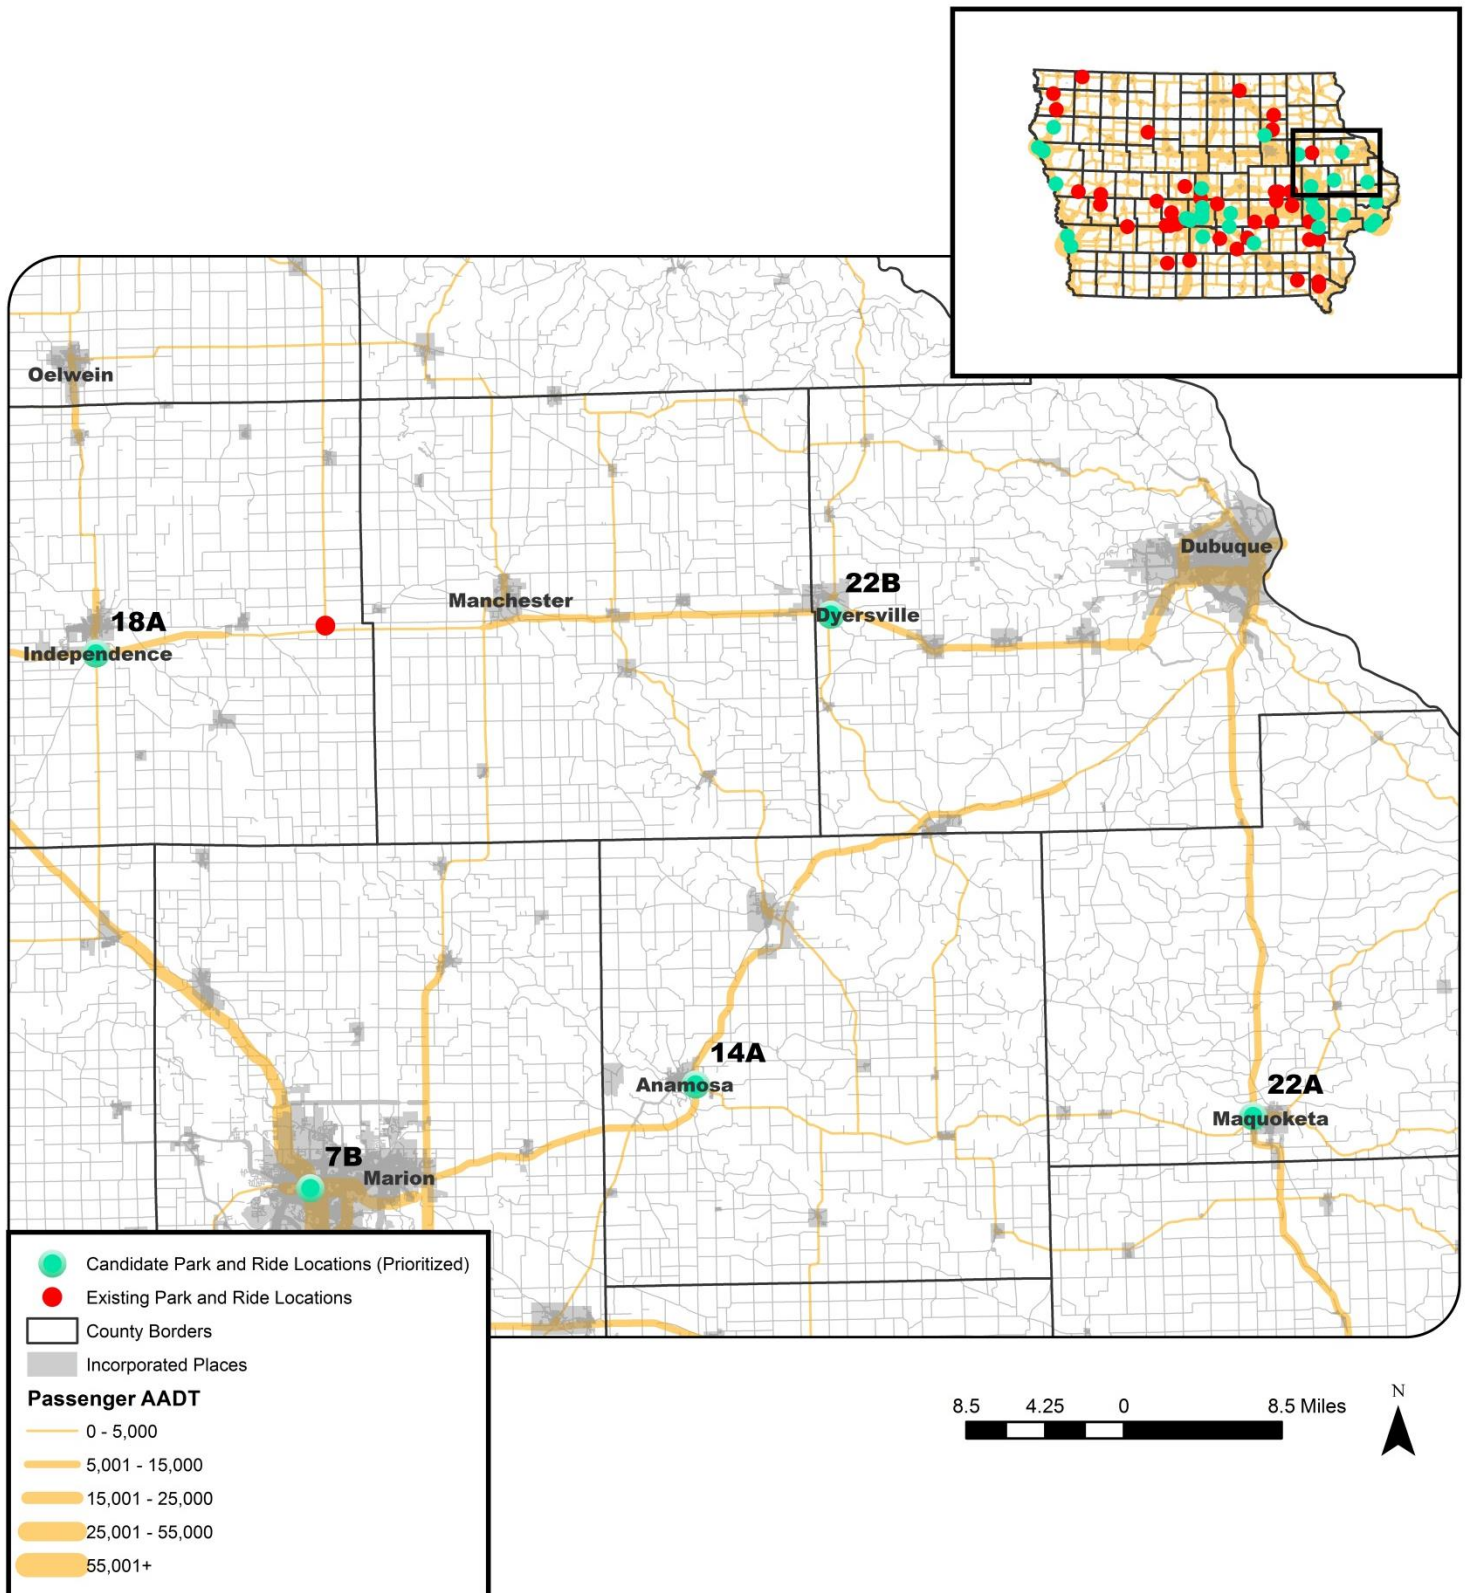 Oelwein
Dubuque
22B
Manchester
Dyersville
18A
Independence
14A
Anamosa
22A
Maquoketa
7B
Marion
Candidate Park and Ride Locations (Prioritized)
Existing Park and Ride Locations
County Borders
Incorporated Places
Passenger AADT
0 - 5,000
5,001 - 15,000
15,001 - 25,000
25,001 - 55,000
55,001+
N
8.5 4.25 0 8.5 Miles